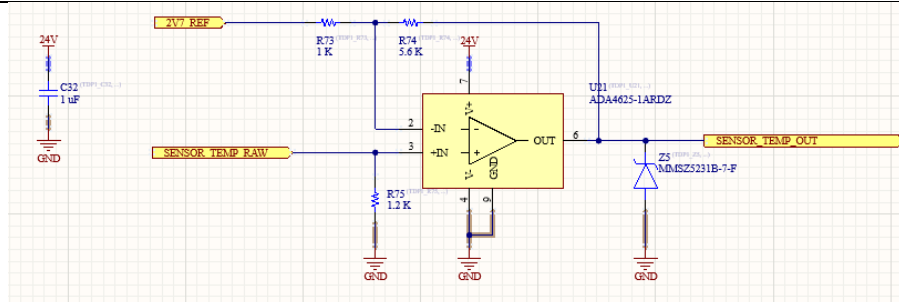 2V7_REF
R73
1 K
R74
5.6 K
24V
24V
C32
1 uF
GND
7
V+
U21
ADA4625-1ARDZ
2
-IN
3
+IN
OUT
6
V-
GND
4
9
SENSOR_TEMP_RAW
SENSOR_TEMP_OUT
R75
1.2 K
Z5
MMSZ5231B-7-F
GND
GND
GND